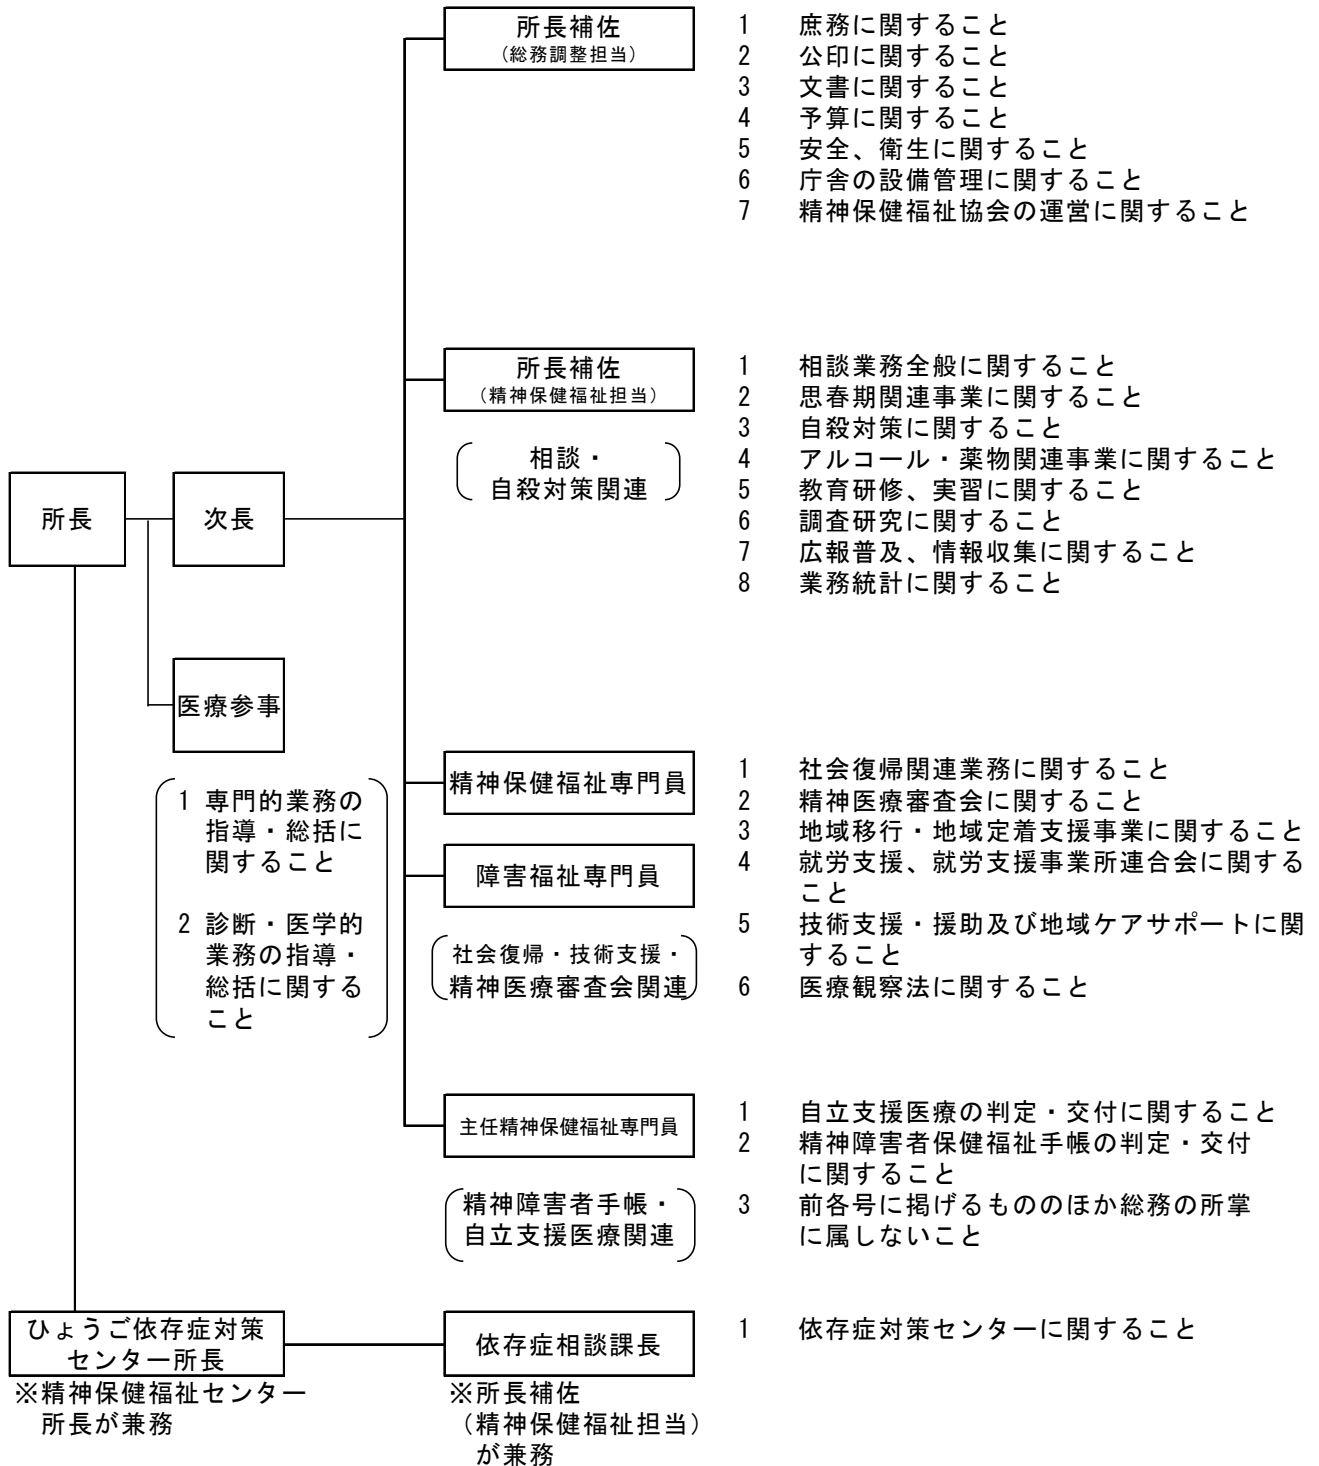 所長補佐
(総務調整担当)
1 庶務に関すること
2 公印に関すること
3 文書に関すること
4 予算に関すること
5 安全、衛生に関すること
6 庁舎の設備管理に関すること
7 精神保健福祉協会の運営に関すること
所長補佐
(精神保健福祉担当)
相談・
自殺対策関連
1 相談業務全般に関すること
2 思春期関連事業に関すること
3 自殺対策に関すること
4 アルコール・薬物関連事業に関すること
5 教育研修、実習に関すること
6 調査研究に関すること
7 広報普及、情報収集に関すること
8 業務統計に関すること
所長
次長
医療参事
1 専門的業務の
指導・総括に
関すること
2 診断・医学的
業務の指導・
総括に関する
こと
精神保健福祉専門員
障害福祉専門員
社会復帰・技術支援・
精神医療審査会関連
1 社会復帰関連業務に関すること
2 精神医療審査会に関すること
3 地域移行・地域定着支援事業に関すること
4 就労支援、就労支援事業所連合会に関する
こと
5 技術支援・援助及び地域ケアサポートに関
すること
6 医療観察法に関すること
主任精神保健福祉専門員
精神障害者手帳・
自立支援医療関連
1 自立支援医療の判定・交付に関すること
2 精神障害者保健福祉手帳の判定・交付
に関すること
3 前各号に掲げるもののほか総務の所掌
に属しないこと
ひょうご依存症対策
センター所長
※精神保健福祉センター
所長が兼務
依存症相談課長
※所長補佐
(精神保健福祉担当)
が兼務
1 依存症対策センターに関すること